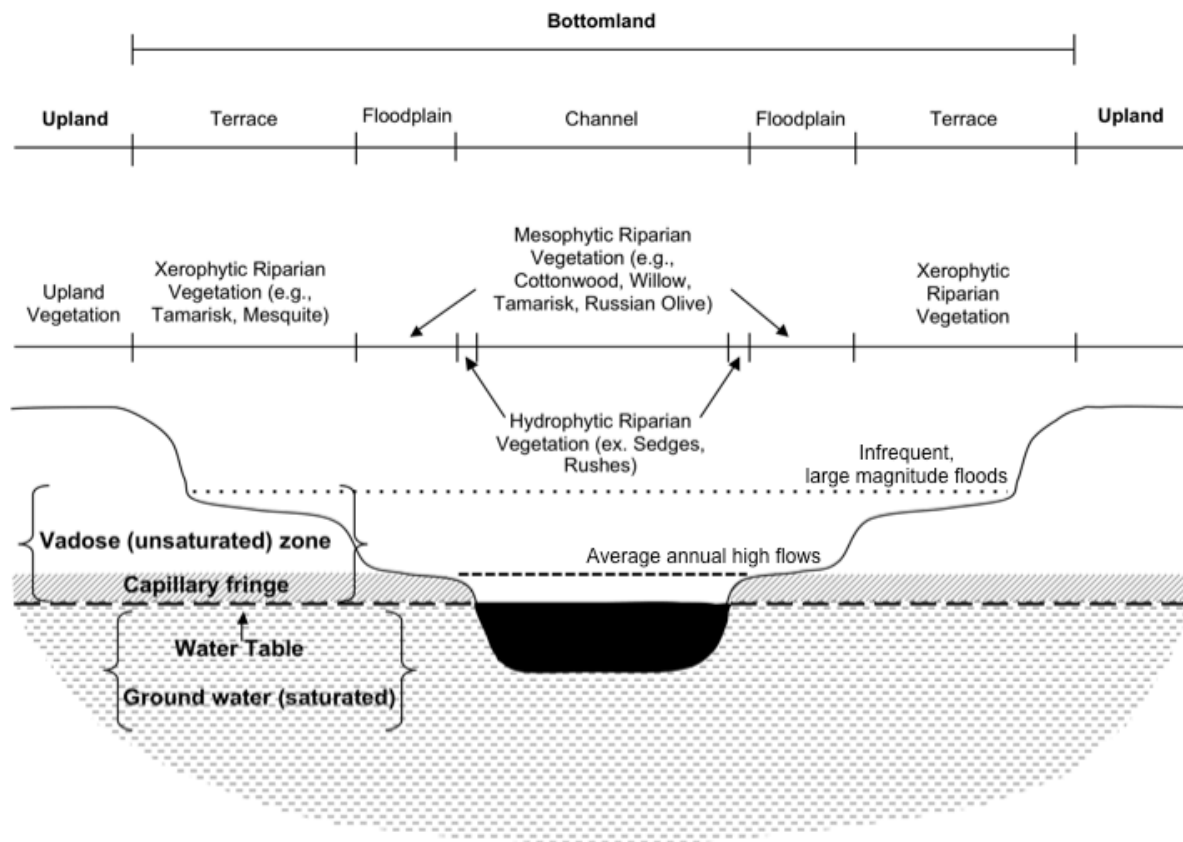 Bottomland
Upland
Terrace
Floodplain
Channel
Floodplain
Terrace
Upland
Upland
Vegetation
Xerophytic Riparian
Vegetation (e.g.,
Tamarisk, Mesquite)
Mesophytic Riparian
Vegetation (e.g.,
Cottonwood, Willow,
Tamarisk, Russian Olive)
Xerophytic
Riparian
Vegetation
Hydrophytic Riparian
Vegetation (ex. Sedges,
Rushes)
Infrequent,
large magnitude floods
Vadose (unsaturated) zone
Average annual high flows
Capillary fringe
Water Table
Ground water (saturated)